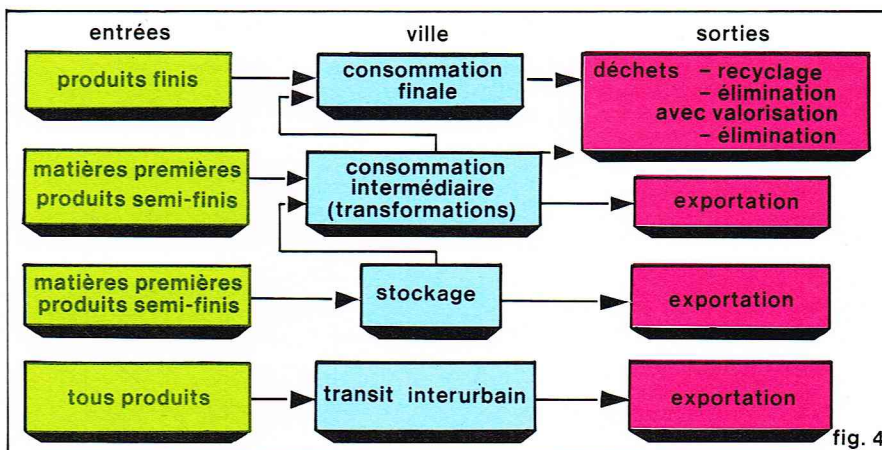 entrées
ville
sorties
produits finis
consommation
finale
déchets – recyclage
– élimination
avec valorisation
– élimination
matières premières
produits semi-finis
consommation
intermédiaire
(transformations)
exportation
matières premières
produits semi-finis
stockage
exportation
tous produits
transit interurbain
exportation
fig. 4